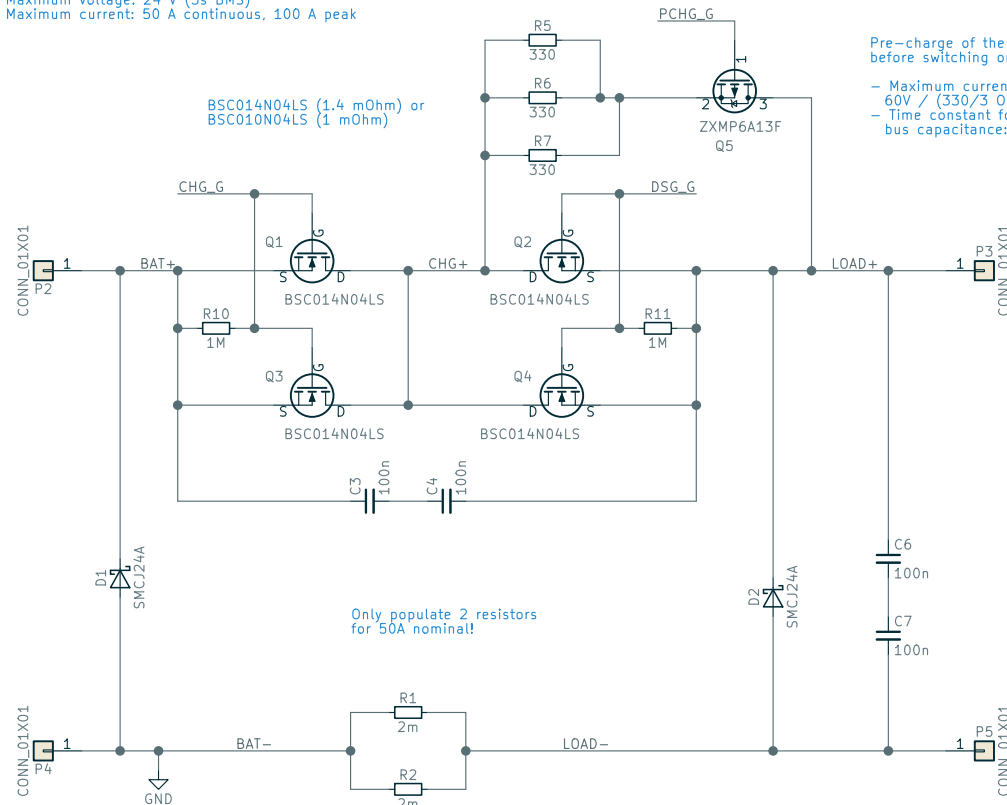 Maximum voltage: 24 V (5s BMS)
Maximum current: 50 A continuous, 100 A peak
PCHG_G
R5
330
Pre-charge of the
before switching
BSC014N04LS (1.4 mOhm) or
BSC010N04LS (1 mOhm)
R6
330
1
2
3
ZXMP6A13F
Q5
- Maximum
60V / (330/3
- Time constant
bus capacitance:
R7
330
CHG_G
DSG_G
Q1
G
S
D
BSC014N04LS
Q2
G
D
S
BSC014N04LS
CONN_01X01
P2
1
BAT+
CHG+
LOAD+
1
P3
CONN_01X01
R10
1M
R11
1M
Q3
G
S
D
BSC014N04LS
Q4
G
D
S
BSC014N04LS
C3
100n
C4
100n
D1
SMCJ24A
D2
SMCJ24A
C6
100n
C7
100n
Only populate 2 resistors
for 50A nominal!
R1
2m
CONN_01X01
P4
1
BAT-
LOAD-
1
P5
CONN_01X01
R2
2m
GND